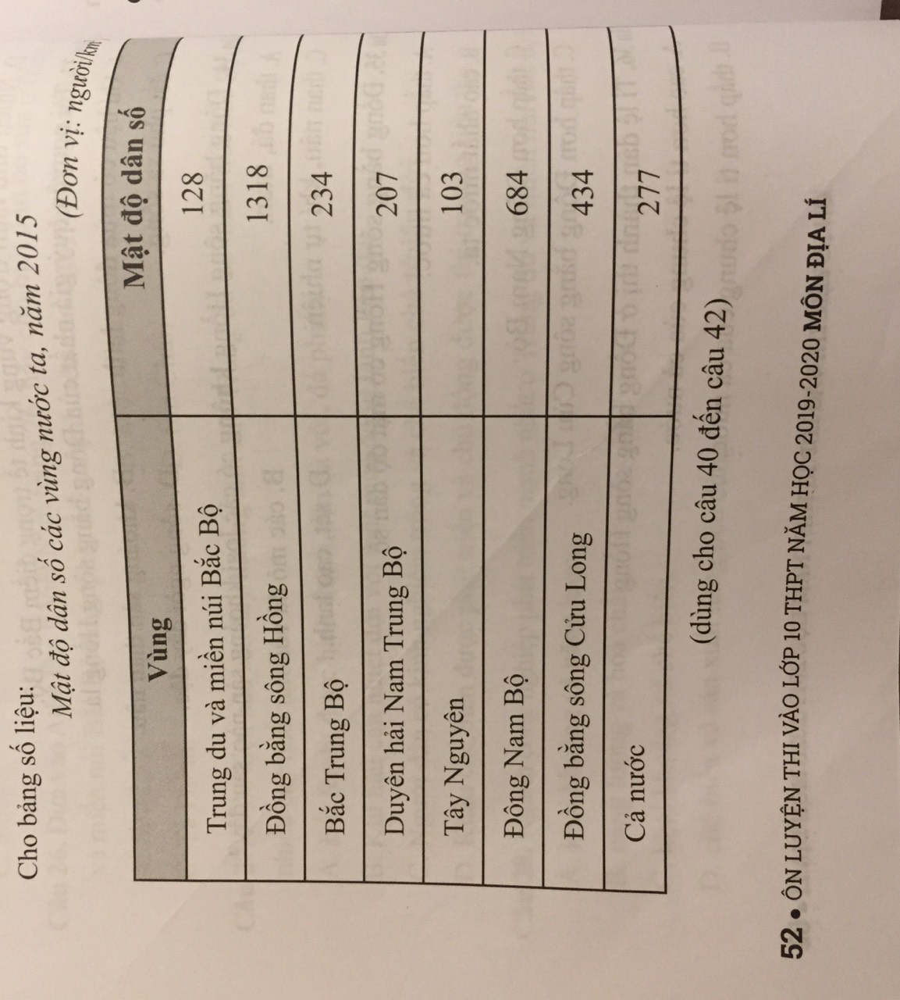 Cho bảng số liệu:
Mật độ dân số các vùng nước ta, năm 2015
(Đơn vị: người/km
Vùng Mật độ dân số
Trung du và miền núi Bắc Bộ 128
Đồng bằng sông Hồng 1318
Bắc Trung Bộ 234
Duyên hải Nam Trung Bộ 207
Tây Nguyên 103
Đông Nam Bộ 684
Đồng bằng sông Cửu Long 434
Cả nước 277
(dùng cho câu 40 đến câu 42)
52 • ÔN LUYỆN THI VÀO LỚP 10 THPT NĂM HỌC 2019-2020 MÔN ĐỊA LÍ